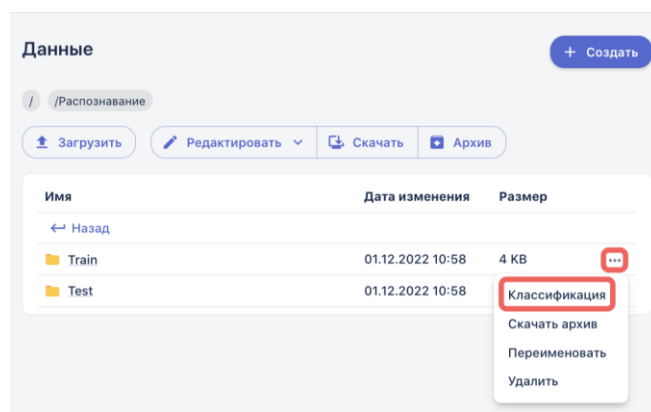 Данные
+ Создать
/ /Распознавание
Загрузить Редактировать Скачать Архив
Имя Дата изменения Размер
Назад
Train 01.12.2022 10:58 4 KB ...
Test 01.12.2022 10:58
Классификация
Скачать архив
Переименовать
Удалить